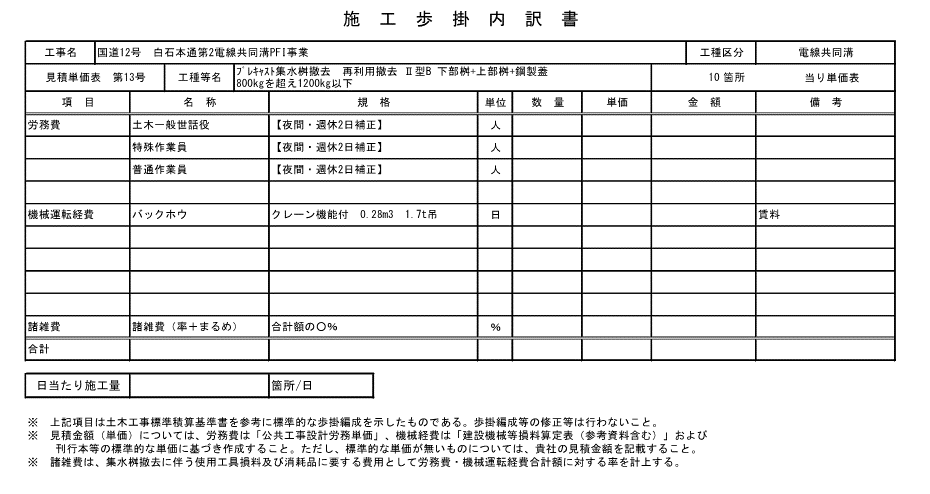 施工歩掛内訳書
工事名 国道12号 白石本通第2電線共同溝PFI事業 工種区分 電線共同溝
見積単価表 第13号 工種等名 プレキャスト集水桝撤去 再利用撤去 Ⅱ型B 下部桝+上部桝+鋼製蓋 10 箇所 当り単価表
800kgを超え1200kg以下
項目 名称 規格 単位 数量 単価 金額 備考
労務費 土木一般世話役 【夜間・週休2日補正】 人
特殊作業員 【夜間・週休2日補正】 人
普通作業員 【夜間・週休2日補正】 人
機械運転経費 バックホウ クレーン機能付 0.28m3 1.7t吊 日 賃料
諸雑費 諸雑費（率＋まるめ） 合計額の〇% %
合計
日当たり施工量 箇所/日
※ 上記項目は土木工事標準積算基準書を参考に標準的な歩掛編成を示したものである。歩掛編成等の修正等は行わないこと。
※ 見積金額（単価）については、労務費は「公共工事設計労務単価」、機械経費は「建設機械等損料算定表（参考資料含む）」および
刊行本等の標準的な単価に基づき作成すること。ただし、標準的な単価が無いものについては、貴社の見積金額を記載すること。
※ 諸雑費は、集水桝撤去に伴う使用工具損料及び消耗品に要する費用として労務費・機械運転経費合計額に対する率を計上する。